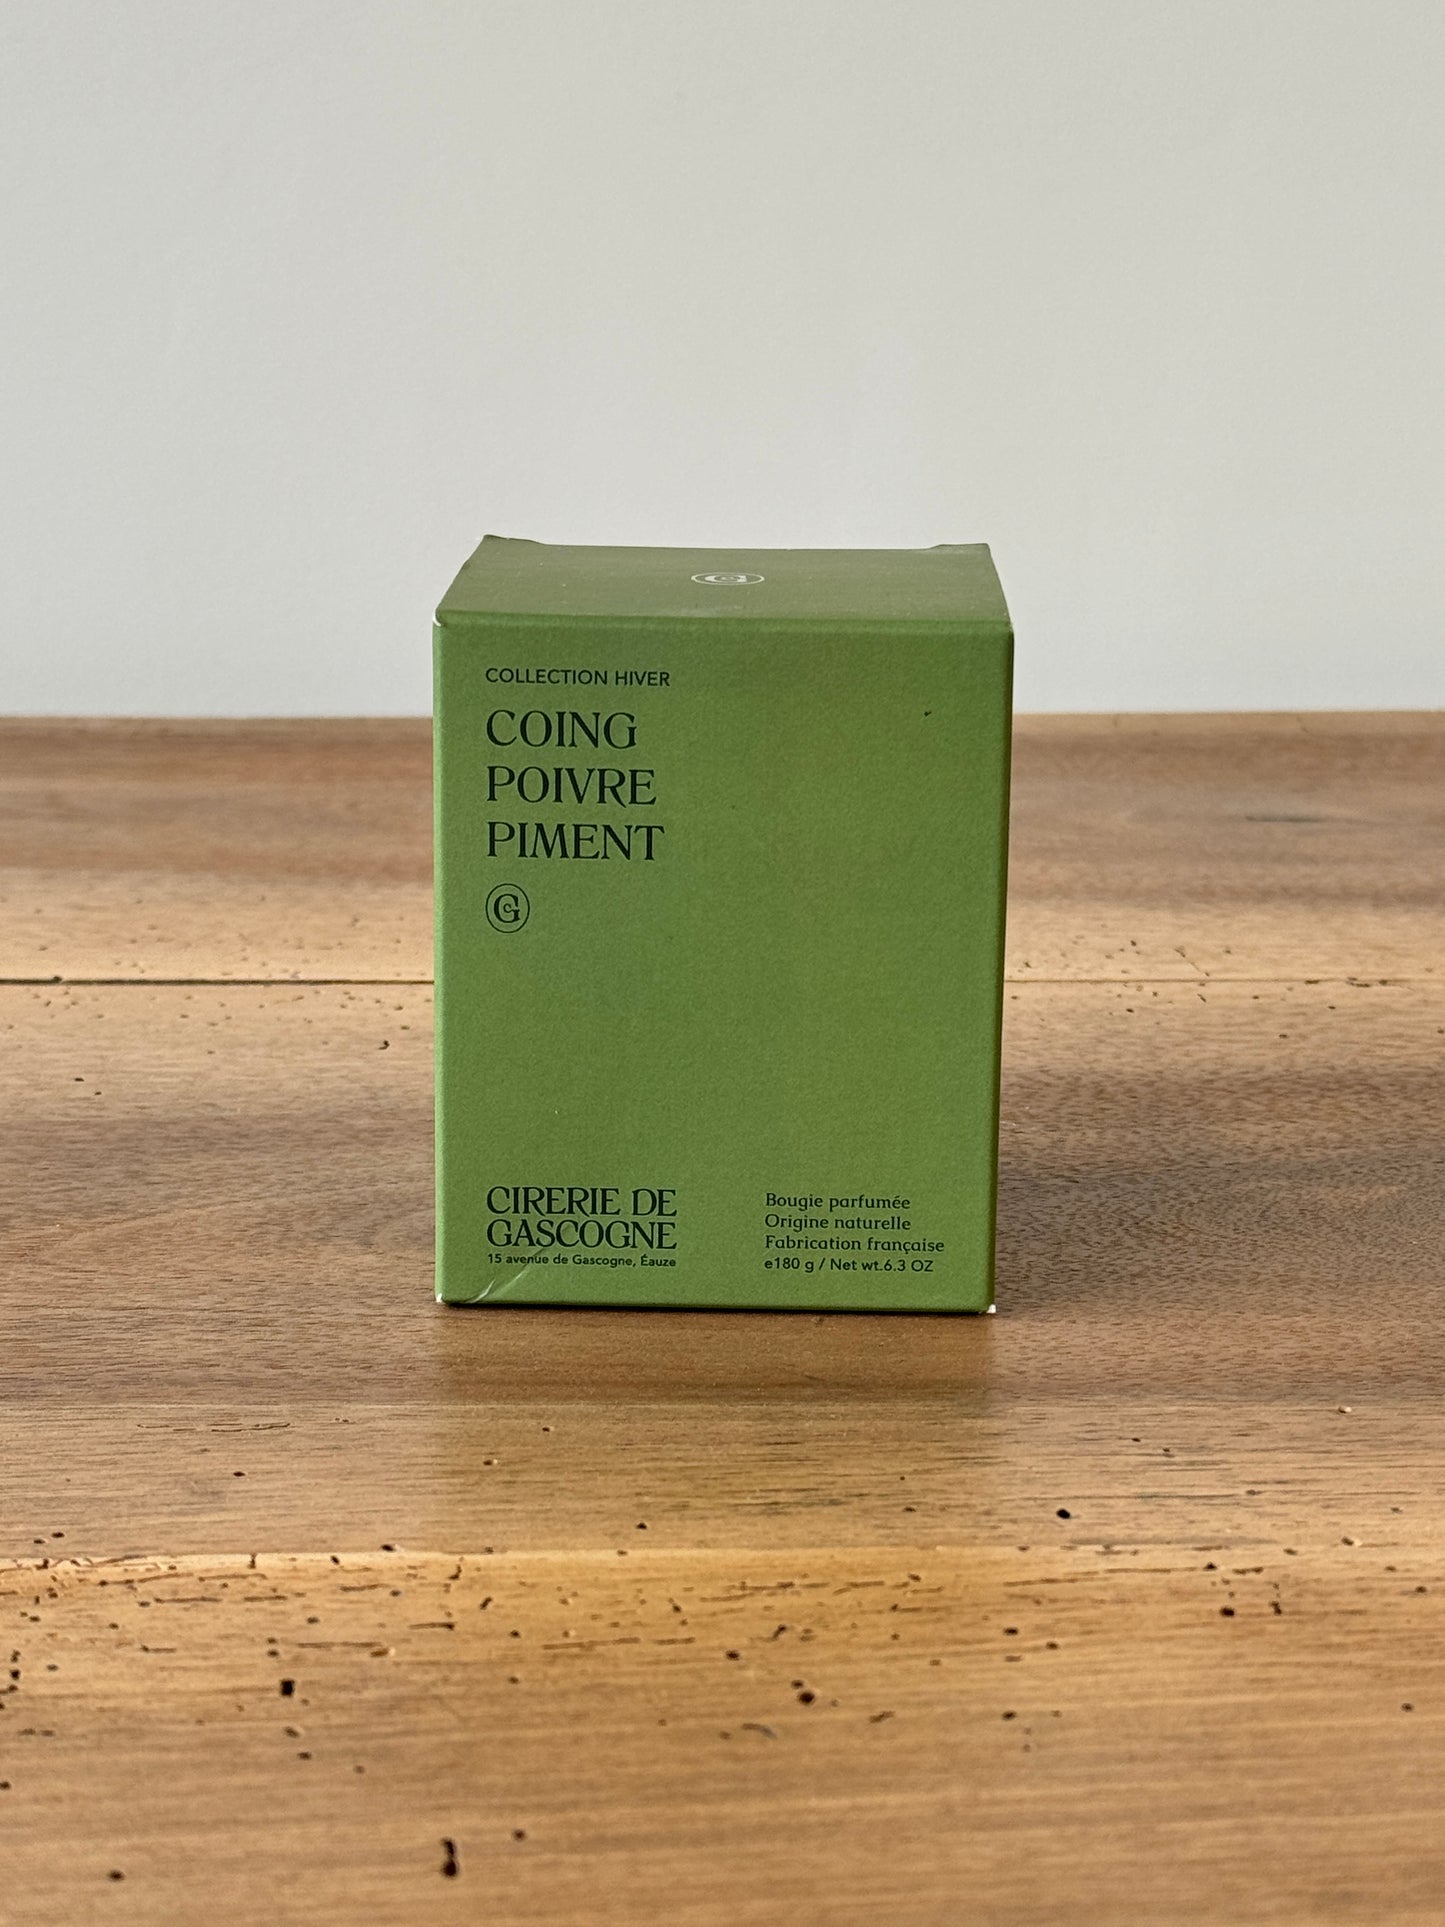 COLLECTION HIVER
COING
POIVRE
PIMENT
CIRERIE DE
GASCOGNE
15 avenue de Gascogne, Éauze
Bougie parfumée
Origine naturelle
Fabrication française
e180 g / Net wt.6.3 OZ